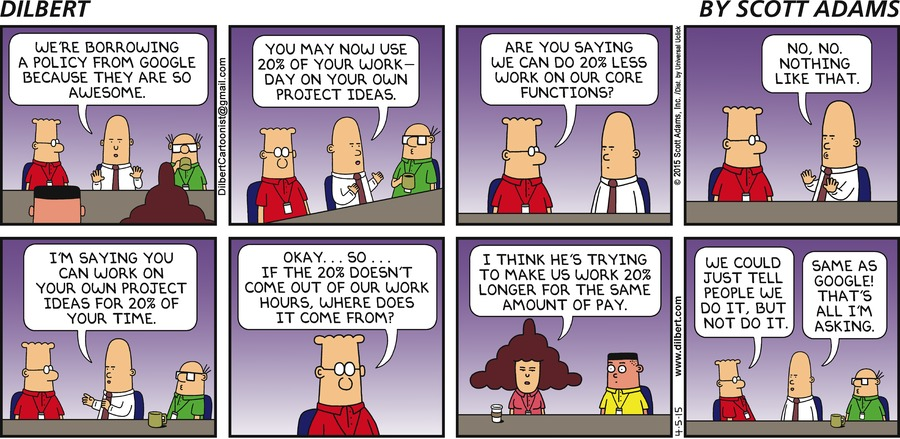 DILBERT
BY SCOTT ADAMS
WE'RE BORROWING
A POLICY FROM GOOGLE
BECAUSE THEY ARE SO
AWESOME.
DilbertCartoonist@gmail.com
YOU MAY NOW USE
20% OF YOUR WORK–
DAY ON YOUR OWN
PROJECT IDEAS.
ARE YOU SAYING
WE CAN DO 20% LESS
WORK ON OUR CORE
FUNCTIONS?
© 2015 Scott Adams, Inc. /Dist. by Universal Uclick
NO, NO.
NOTHING
LIKE THAT.
I'M SAYING YOU
CAN WORK ON
YOUR OWN PROJECT
IDEAS FOR 20% OF
YOUR TIME.
OKAY... SO...
IF THE 20% DOESN'T
COME OUT OF OUR WORK
HOURS, WHERE DOES
IT COME FROM?
I THINK HE'S TRYING
TO MAKE US WORK 20%
LONGER FOR THE SAME
AMOUNT OF PAY.
4-5-15
www.dilbert.com
WE COULD
JUST TELL
PEOPLE WE
DO IT, BUT
NOT DO IT.
SAME AS
GOOGLE!
THAT'S
ALL I'M
ASKING.